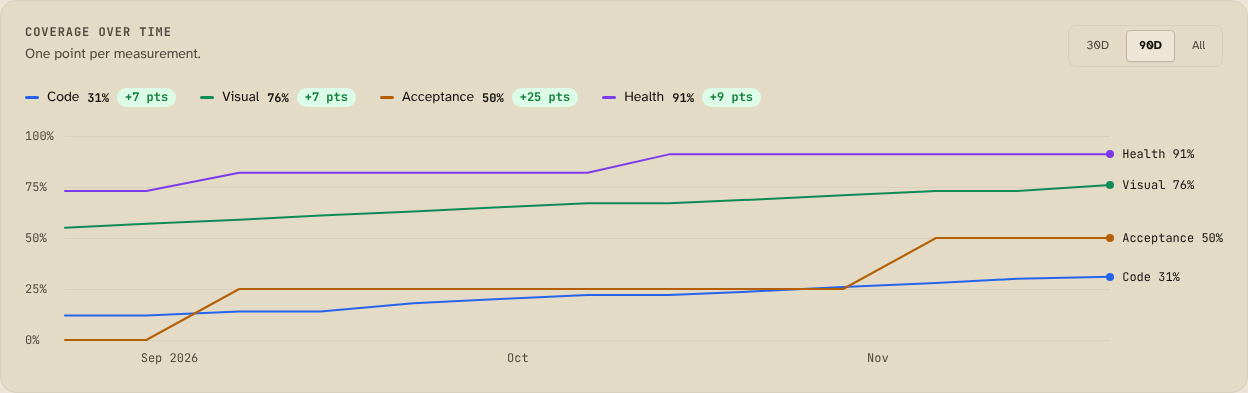 COVERAGE OVER TIME
One point per measurement.
30D 90D All
Code 31% +7 pts Visual 76% +7 pts Acceptance 50% +25 pts Health 91% +9 pts
100%
Health 91%
75%
Visual 76%
50%
Acceptance 50%
Code 31%
25%
0%
Sep 2026 Oct Nov